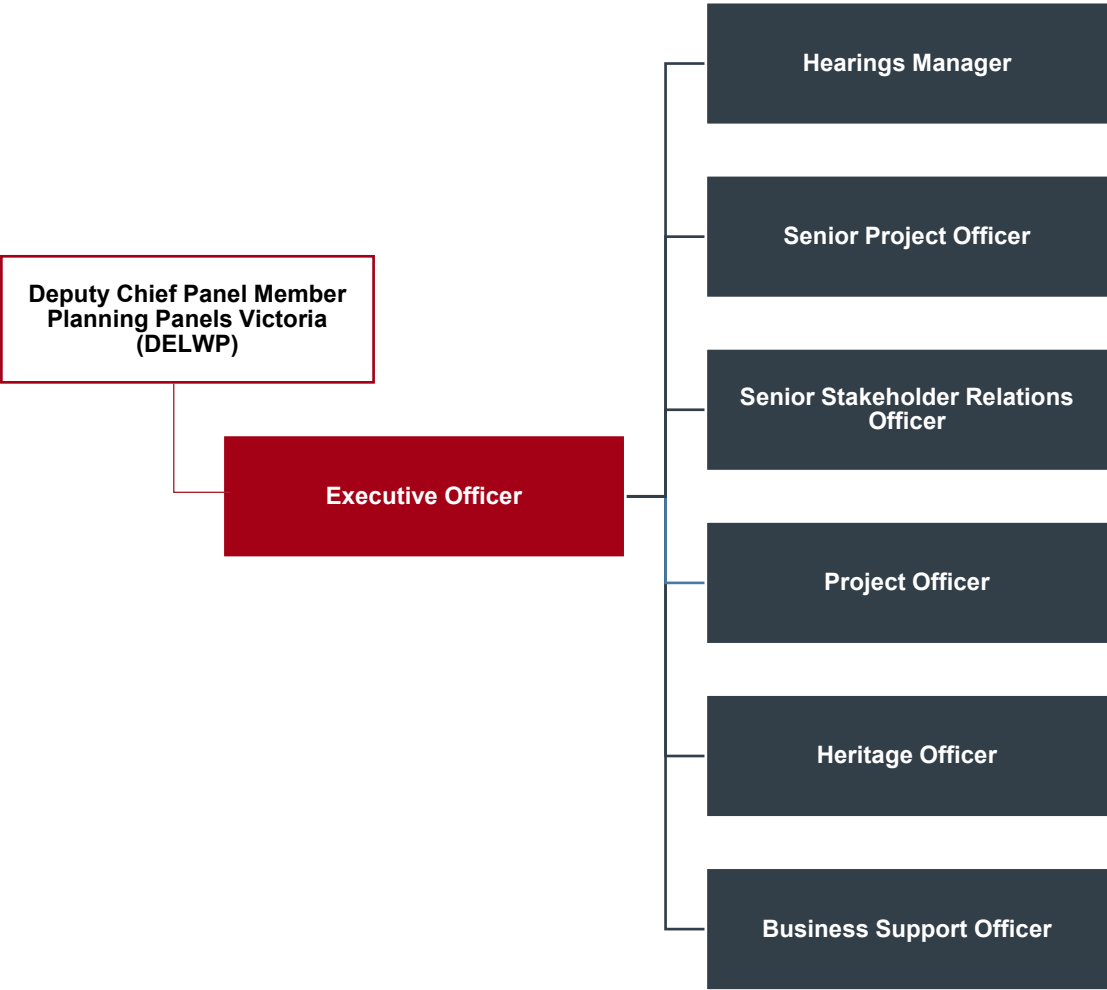 Hearings Manager
Senior Project Officer
Deputy Chief Panel Member
Planning Panels Victoria
(DELWP)
Senior Stakeholder Relations
Officer
Executive Officer
Project Officer
Heritage Officer
Business Support Officer